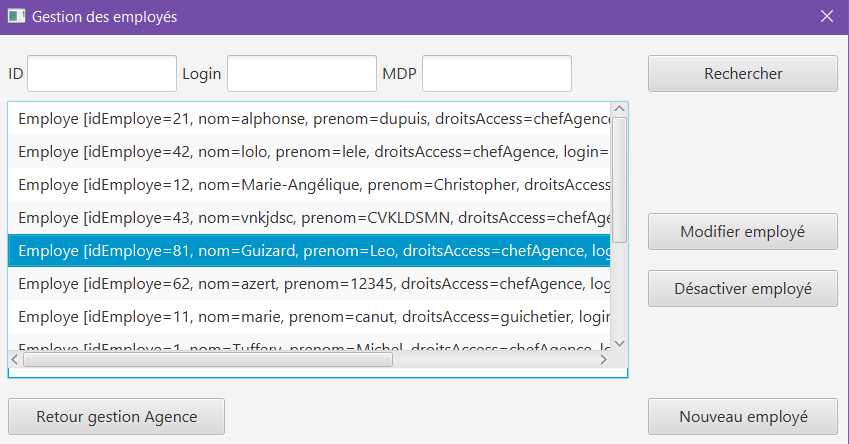 Gestion des employés
ID Login MDP Rechercher
Employe [idEmploye=21, nom=alphonse, prenom=dupuis, droitsAccess=chefAgence
Employe [idEmploye=42, nom=lolo, prenom=lele, droitsAccess=chefAgence, login=
Employe [idEmploye=12, nom=Marie-Angélique, prenom=Christopher, droitsAccess
Employe [idEmploye=43, nom=vnkjdsc, prenom=CVKLDSMN, droitsAccess=chefAge
Modifier employé
Employe [idEmploye=81, nom=Guizard, prenom=Leo, droitsAccess=chefAgence, log
Employe [idEmploye=62, nom=azert, prenom=12345, droitsAccess=chefAgence, log
Désactiver employé
Employe [idEmploye=11, nom=marie, prenom=canut, droitsAccess=guichetier, login
Employe [idEmploye=1, nom=Tuffery, prenom=Michel, droitsAccess=chefAgence, lo
Retour gestion Agence
Nouveau employé